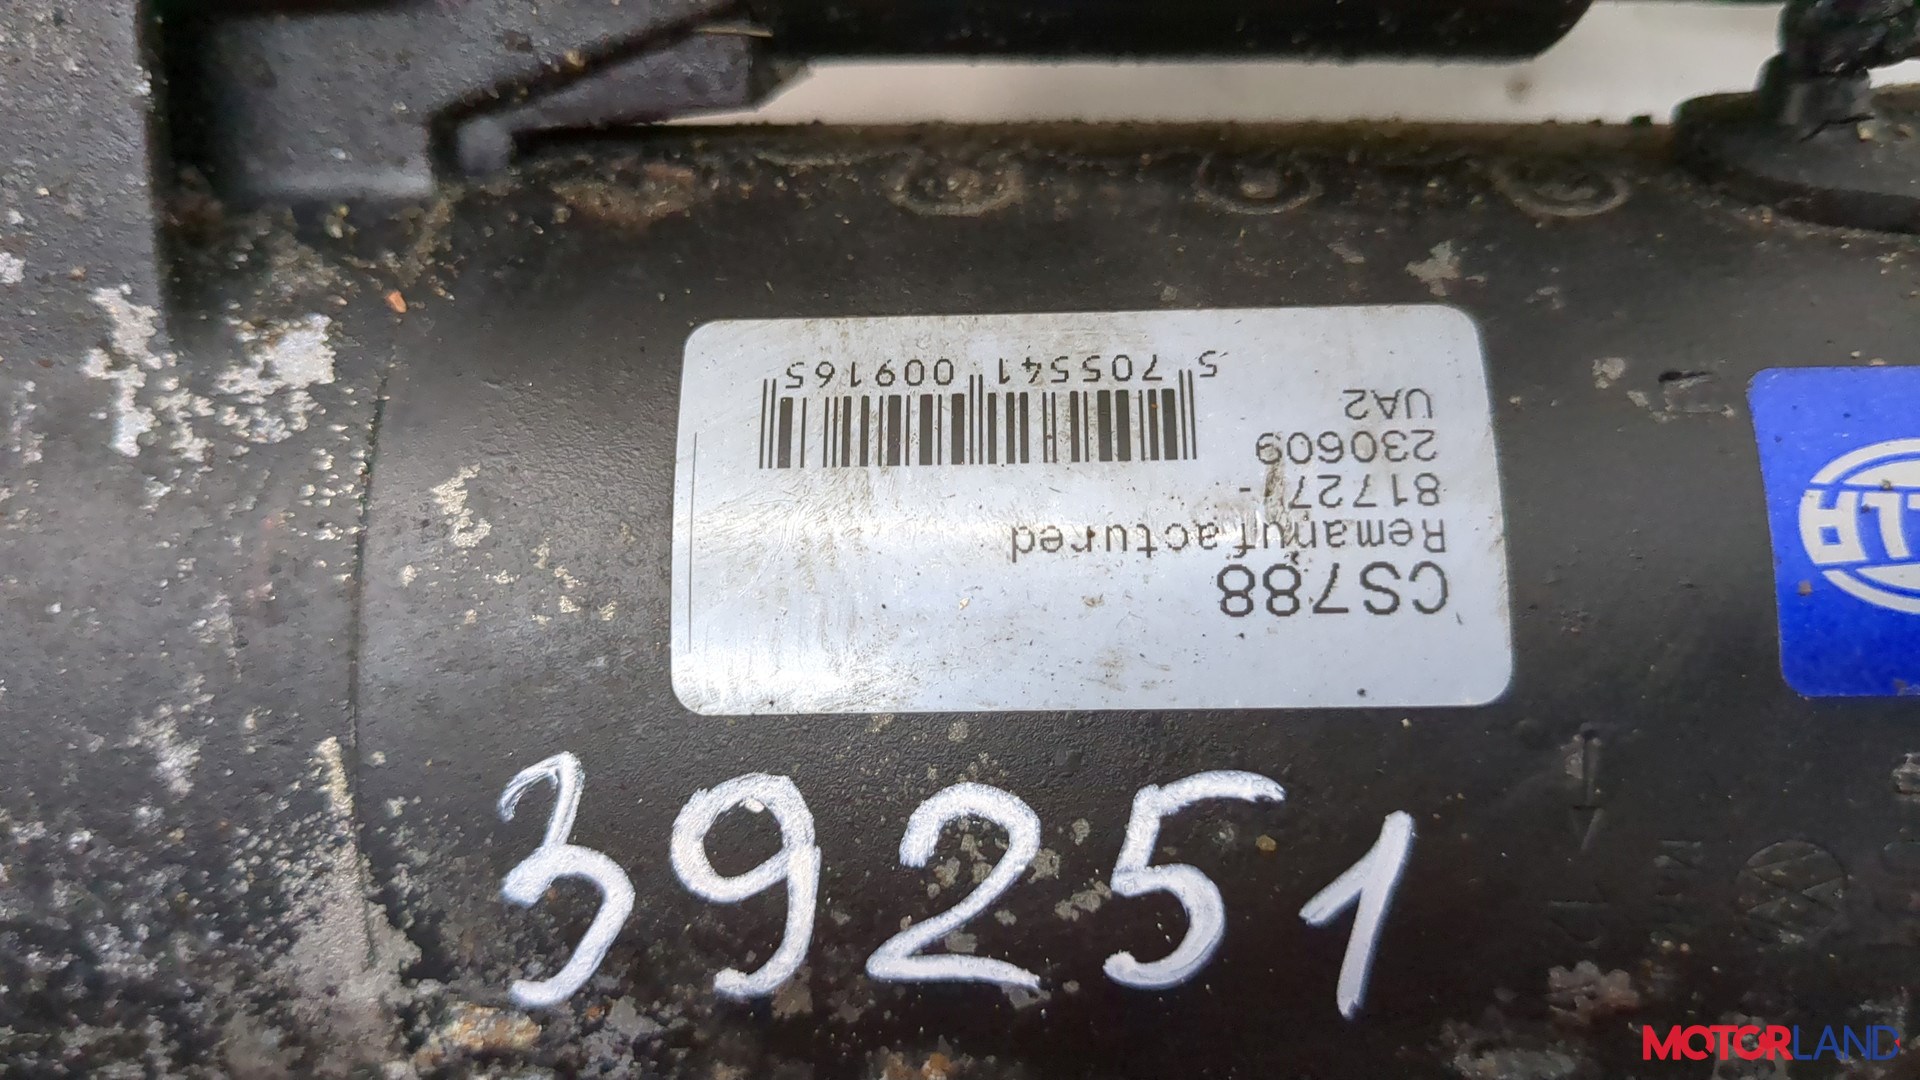 CS788
Remanufactured
81727 -
230609
UA2
5 705541 009165
39251
MOTORLAND